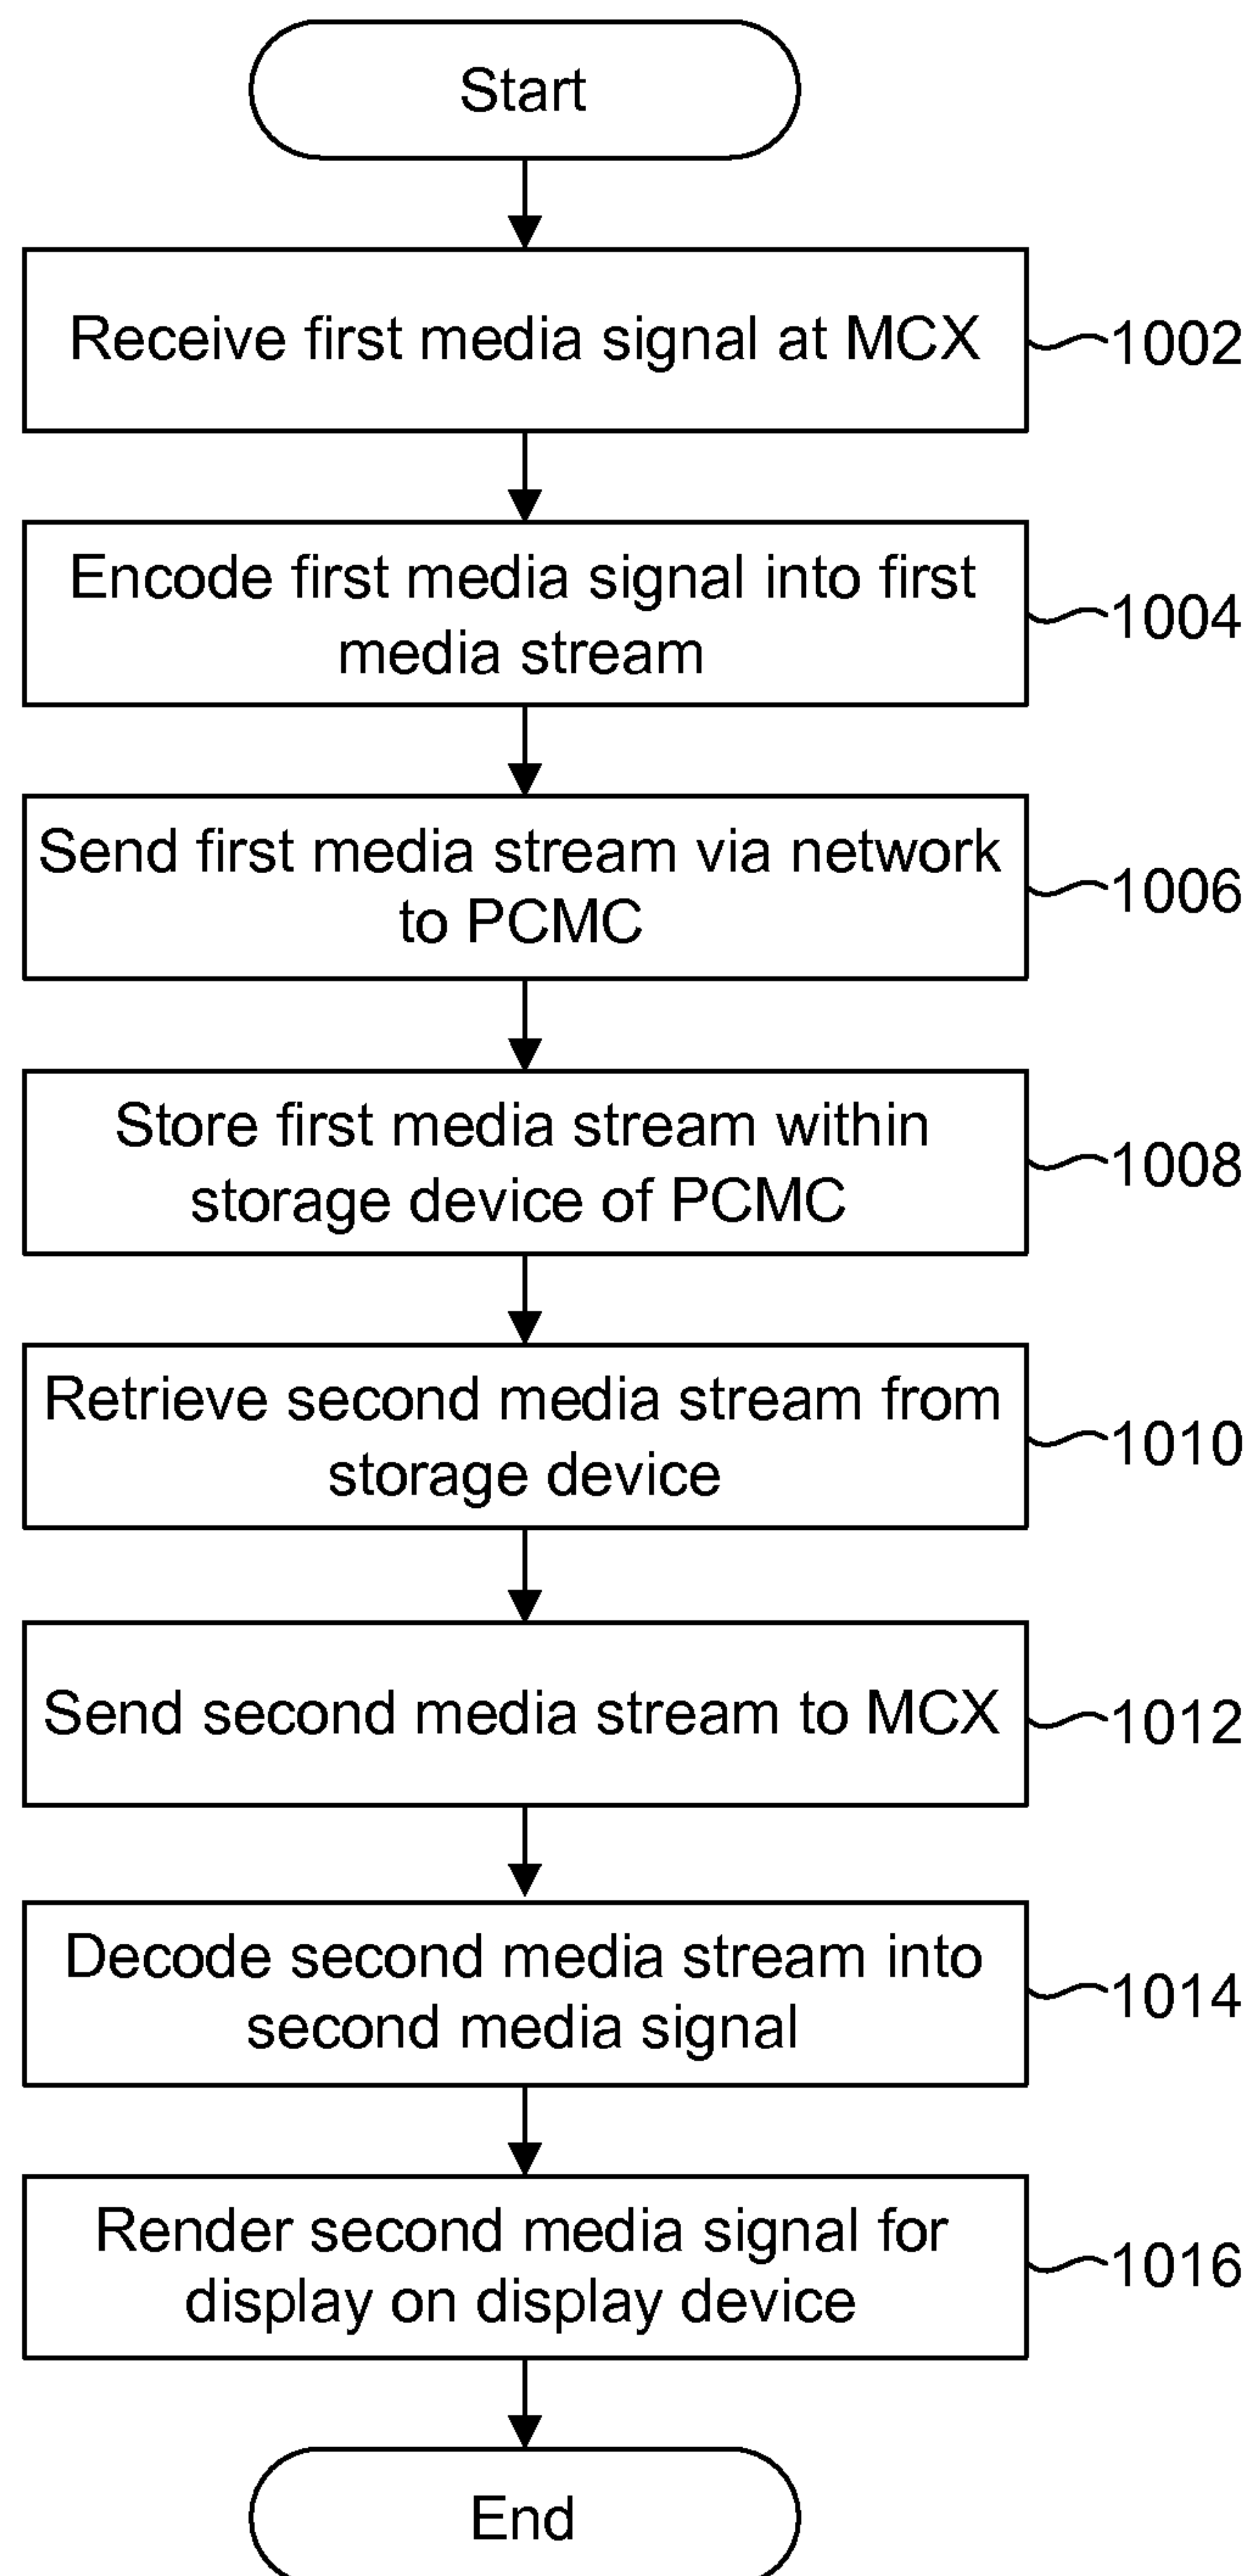 Start
Receive first media signal at MCX
1002
Encode first media signal into first
media stream
1004
Send first media stream via network
to PCMC
1006
Store first media stream within
storage device of PCMC
1008
Retrieve second media stream from
storage device
1010
Send second media stream to MCX
1012
Decode second media stream into
second media signal
1014
Render second media signal for
display on display device
1016
End